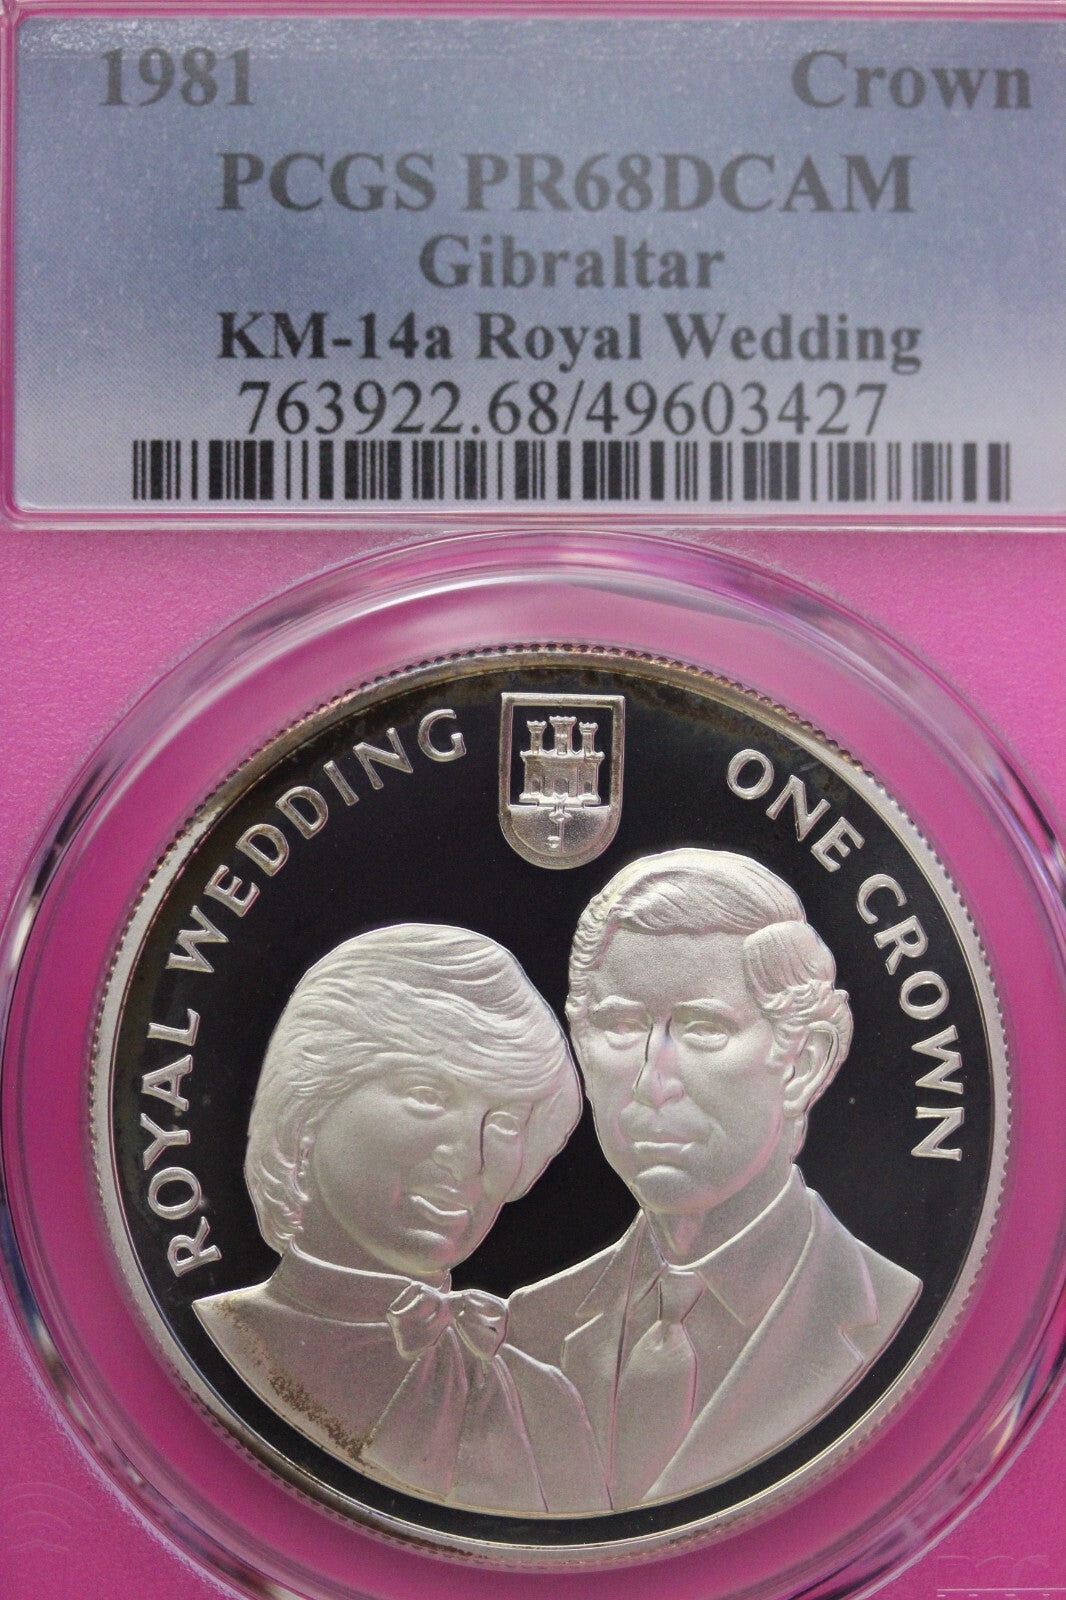 1981 Crown
PCGS PR68DCAM
Gibraltar
KM-14a Royal Wedding
763922.68/49603427
ROYAL WEDDING
ONE CROWN